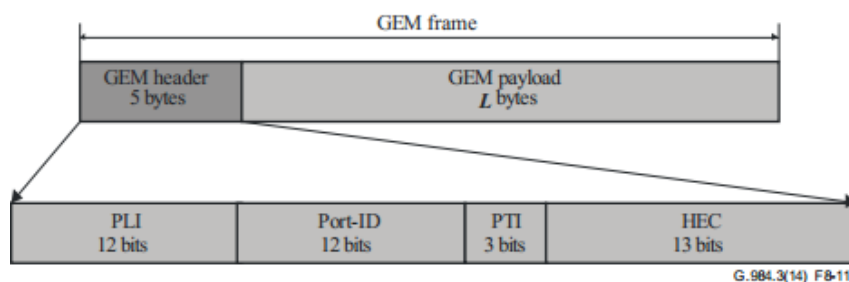 GEM frame
GEM header
5 bytes
GEM payload
L bytes
PLI
12 bits
Port-ID
12 bits
PTI
3 bits
HEC
13 bits
G.984.3(14)_F8-11